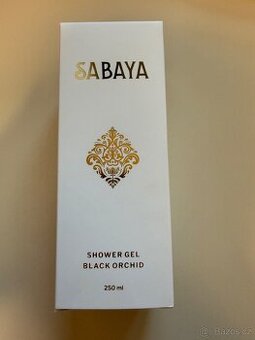 SABAYA
SHOWER GEL
BLACK ORCHID
250 ml